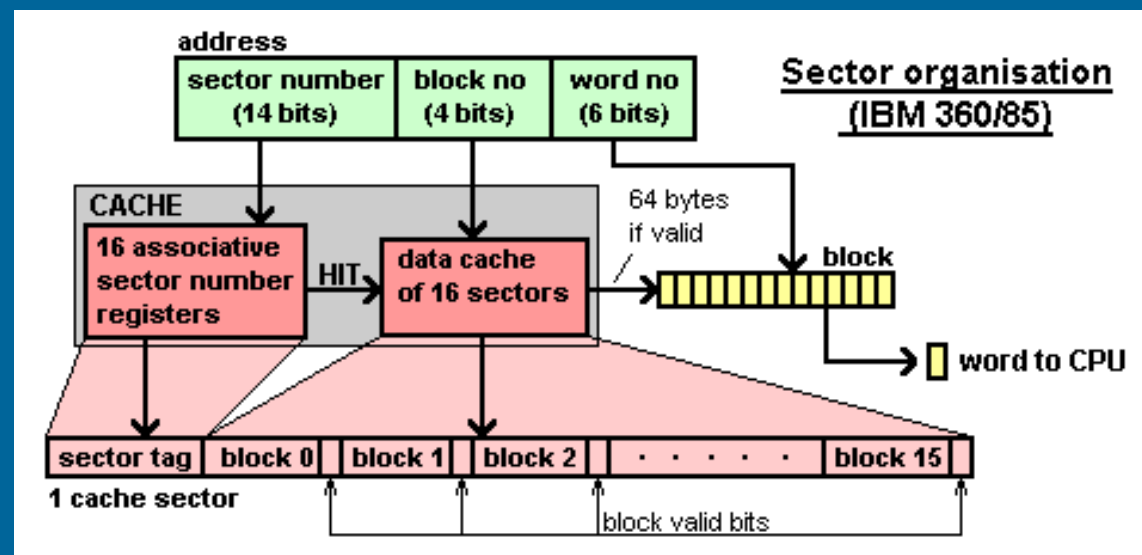 address
sector number
(14 bits)
block no
(4 bits)
word no
(6 bits)
Sector organisation
(IBM 360/85)
CACHE
16 associative
sector number
registers
HIT
data cache
of 16 sectors
64 bytes
if valid
block
word to CPU
sector tag
block 0
block 1
block 2
. . . . .
block 15
1 cache sector
block valid bits